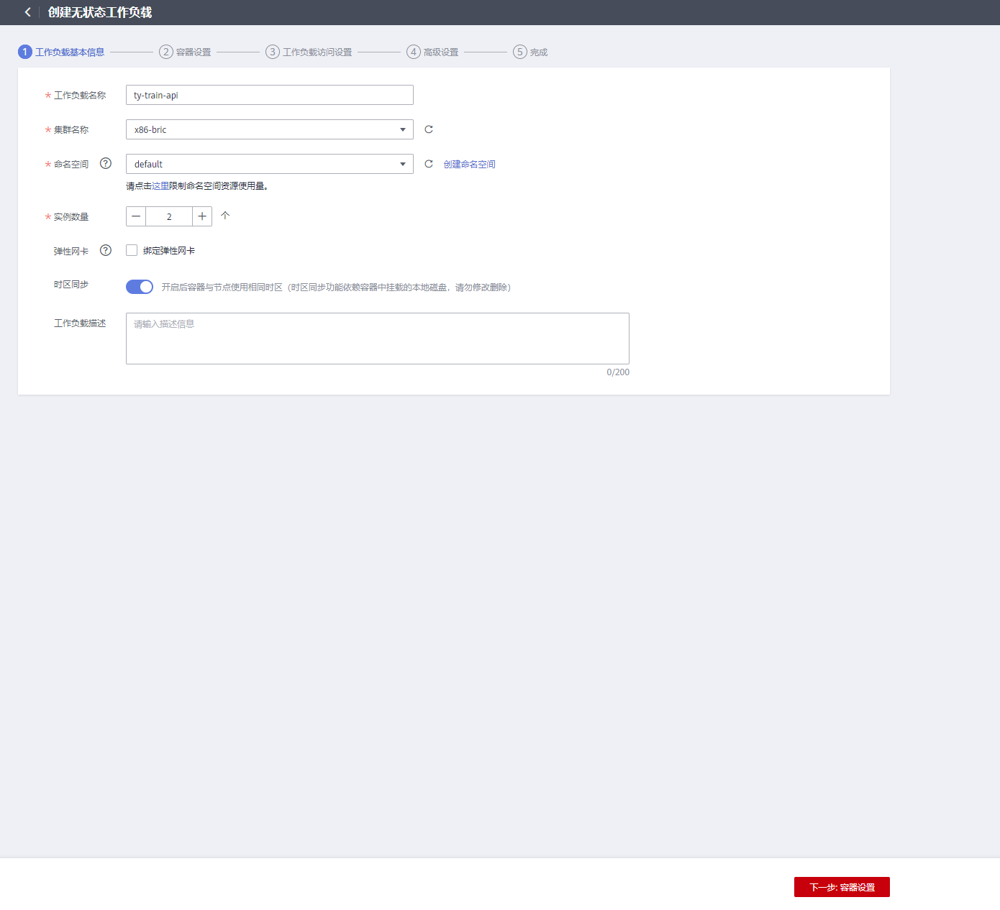 创建无状态工作负载
1 工作负载基本信息 2 容器设置 3 工作负载访问设置 4 高级设置 5 完成
* 工作负载名称 ty-train-api
* 集群名称 x86-bric
* 命名空间 ? default 创建命名空间
请点击这里限制命名空间资源使用量。
* 实例数量 2 个
弹性网卡 ? 绑定弹性网卡
时区同步 开启后容器与节点使用相同时区（时区同步功能依赖容器中挂载的本地磁盘，请勿修改删除）
工作负载描述 请输入描述信息
0/200
下一步: 容器设置